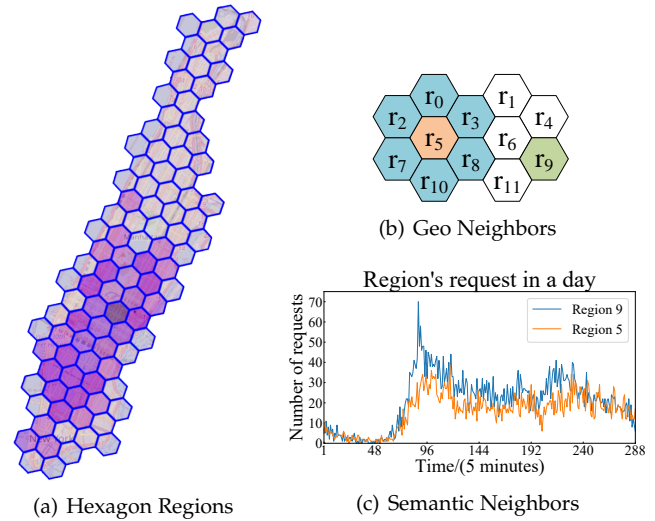 (a) Hexagon Regions
r0
r1
r2
r3
r4
r5
r6
r7
r8
r9
r10
r11
(b) Geo Neighbors
Region's request in a day
Number of requests
70
60
50
40
30
20
10
0
Region 9
Region 5
1 48 96 144 192 240 288
Time/(5 minutes)
(c) Semantic Neighbors